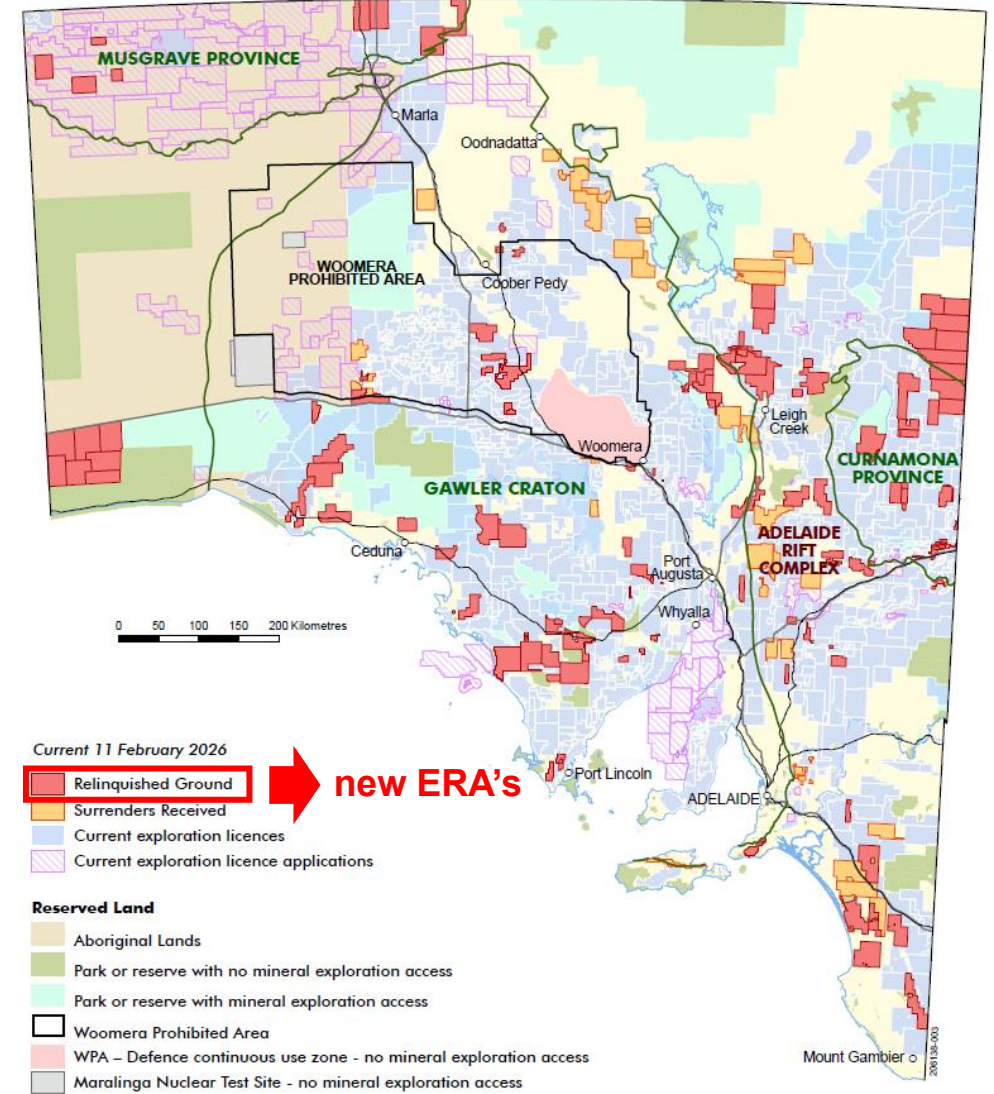 MUSGRAVE PROVINCE
Marla
Oodnadatta
WOOMERA
PROHIBITED AREA
Coober Pedy
Leigh
Creek
Woomera
CURNAMONA
PROVINCE
GAWLER CRATON
ADELAIDE
RIFT
COMPLEX
Ceduna
Port
Augusta
Whyalla
0 50 100 150 200 Kilometres
Current 11 February 2026
Relinquished Ground
new ERA's
Surrenders Received
Current exploration licences
Current exploration licence applications
Port Lincoln
ADELAIDE
Reserved Land
Aboriginal Lands
Park or reserve with no mineral exploration access
Park or reserve with mineral exploration access
Woomera Prohibited Area
WPA – Defence continuous use zone - no mineral exploration access
Maralinga Nuclear Test Site - no mineral exploration access
Mount Gambier
206138-003